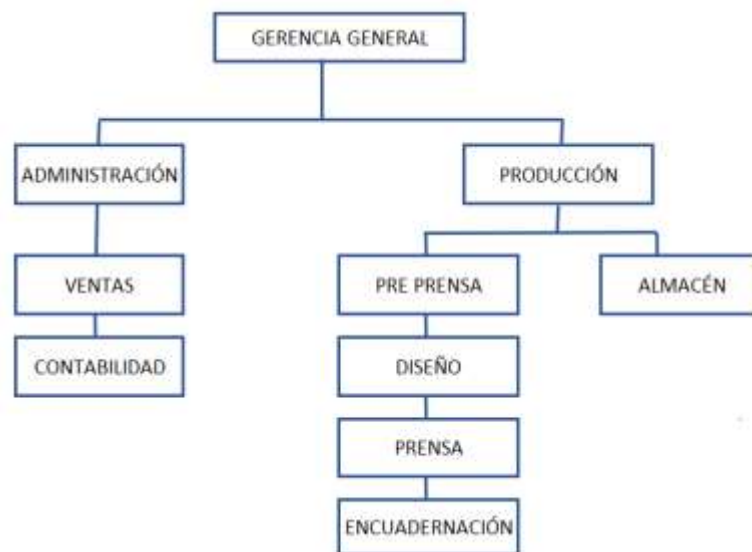 GERENCIA GENERAL
ADMINISTRACIÓN
PRODUCCIÓN
VENTAS
PRE PRENSA
ALMACÉN
CONTABILIDAD
DISEÑO
PRENSA
ENCUADERNACIÓN